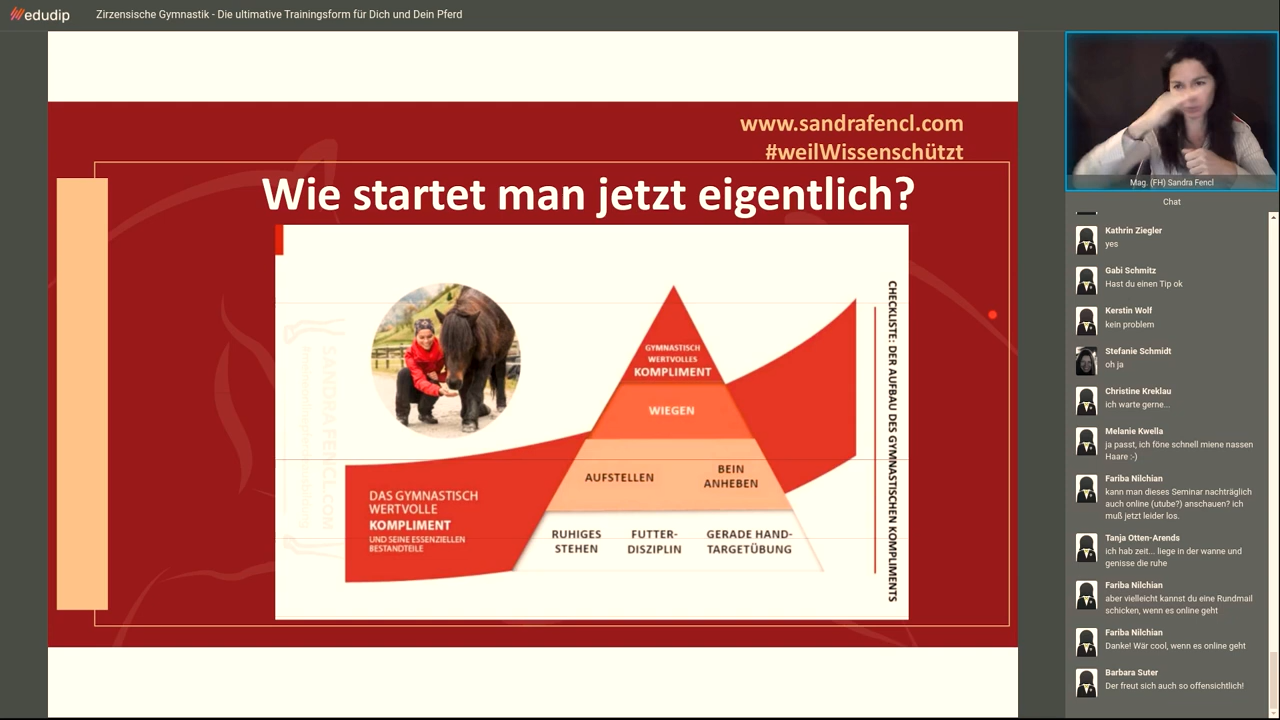 edudip
Zirzensische Gymnastik - Die ultimative Trainingsform für Dich und Dein Pferd
www.sandrafencl.com
#weilWissenschützt
Wie startet man jetzt eigentlich?
GYMNASTISCH
WERTVOLLES
KOMPLIMENT
WIEGEN
AUFSTELLEN
BEIN
ANHEBEN
RUHIGES
STEHEN
FUTTER-
DISZIPLIN
GERADE HAND-
TARGETÜBUNG
DAS GYMNASTISCH
WERTVOLLE
KOMPLIMENT
UND SEINE ESSENZIELLEN
BESTANDTEILE
CHECKLISTE: DER AUFBAU DES GYMNASTISCHEN KOMPLIMENTS
SANDRAFENCL.COM
Mag. (FH) Sandra Fencl
Chat
Kathrin Ziegler
yes
Gabi Schmitz
Hast du einen Tip ok
Kerstin Wolf
kein problem
Stefanie Schmidt
oh ja
Christine Kreklau
ich warte gerne...
Melanie Kwella
ja passt, ich föne schnell miene nassen
Haare :-)
Fariba Nilchian
kann man dieses Seminar nachträglich
auch online (utube?) anschauen? ich
muß jetzt leider los.
Tanja Otten-Arends
ich hab zeit... liege in der wanne und
genisse die ruhe
Fariba Nilchian
aber vielleicht kannst du eine Rundmail
schicken, wenn es online geht
Fariba Nilchian
Danke! Wär cool, wenn es online geht
Barbara Suter
Der freut sich auch so offensichtlich!